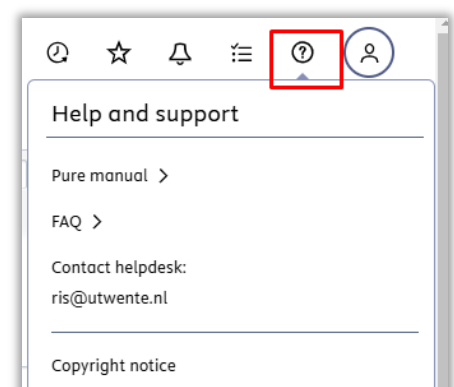 Help and support
Pure manual
FAQ
Contact helpdesk:
ris@utwente.nl
Copyright notice